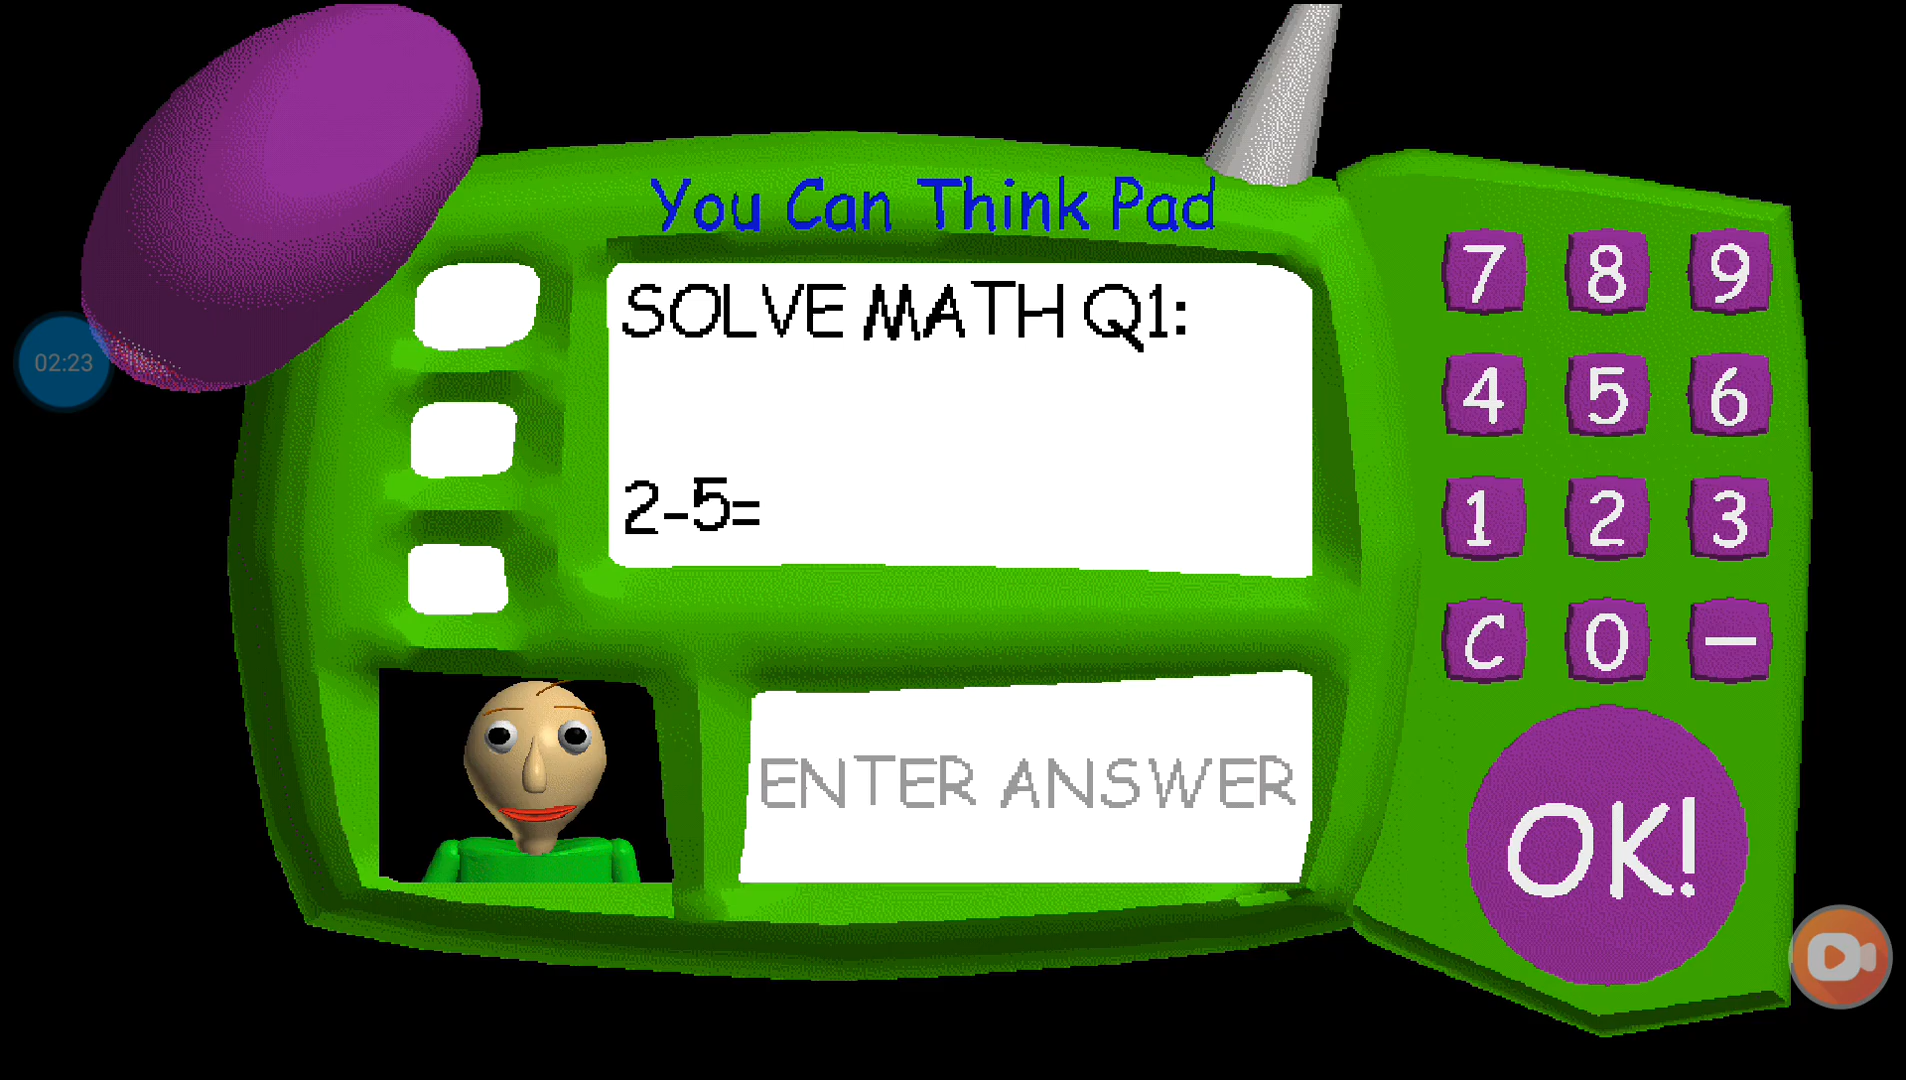 You Can Think Pad
SOLVE MATH Q1:
2-5=
7 8 9
4 5 6
1 2 3
C 0 -
02:23
ENTER ANSWER
OK!